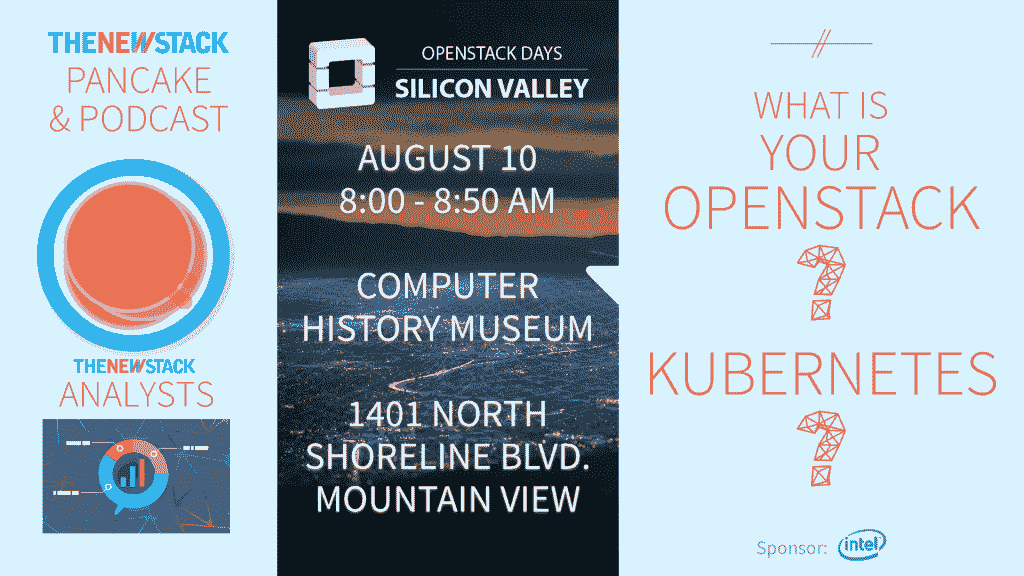 THENEWSTACK
PANCAKE
& PODCAST
THENEWSTACK
ANALYSTS
OPENSTACK DAYS
SILICON VALLEY
AUGUST 10
8:00 - 8:50 AM
COMPUTER
HISTORY MUSEUM
1401 NORTH
SHORELINE BLVD.
MOUNTAIN VIEW
//
WHAT IS
YOUR
OPENSTACK
?
KUBERNETES
?
Sponsor: intel